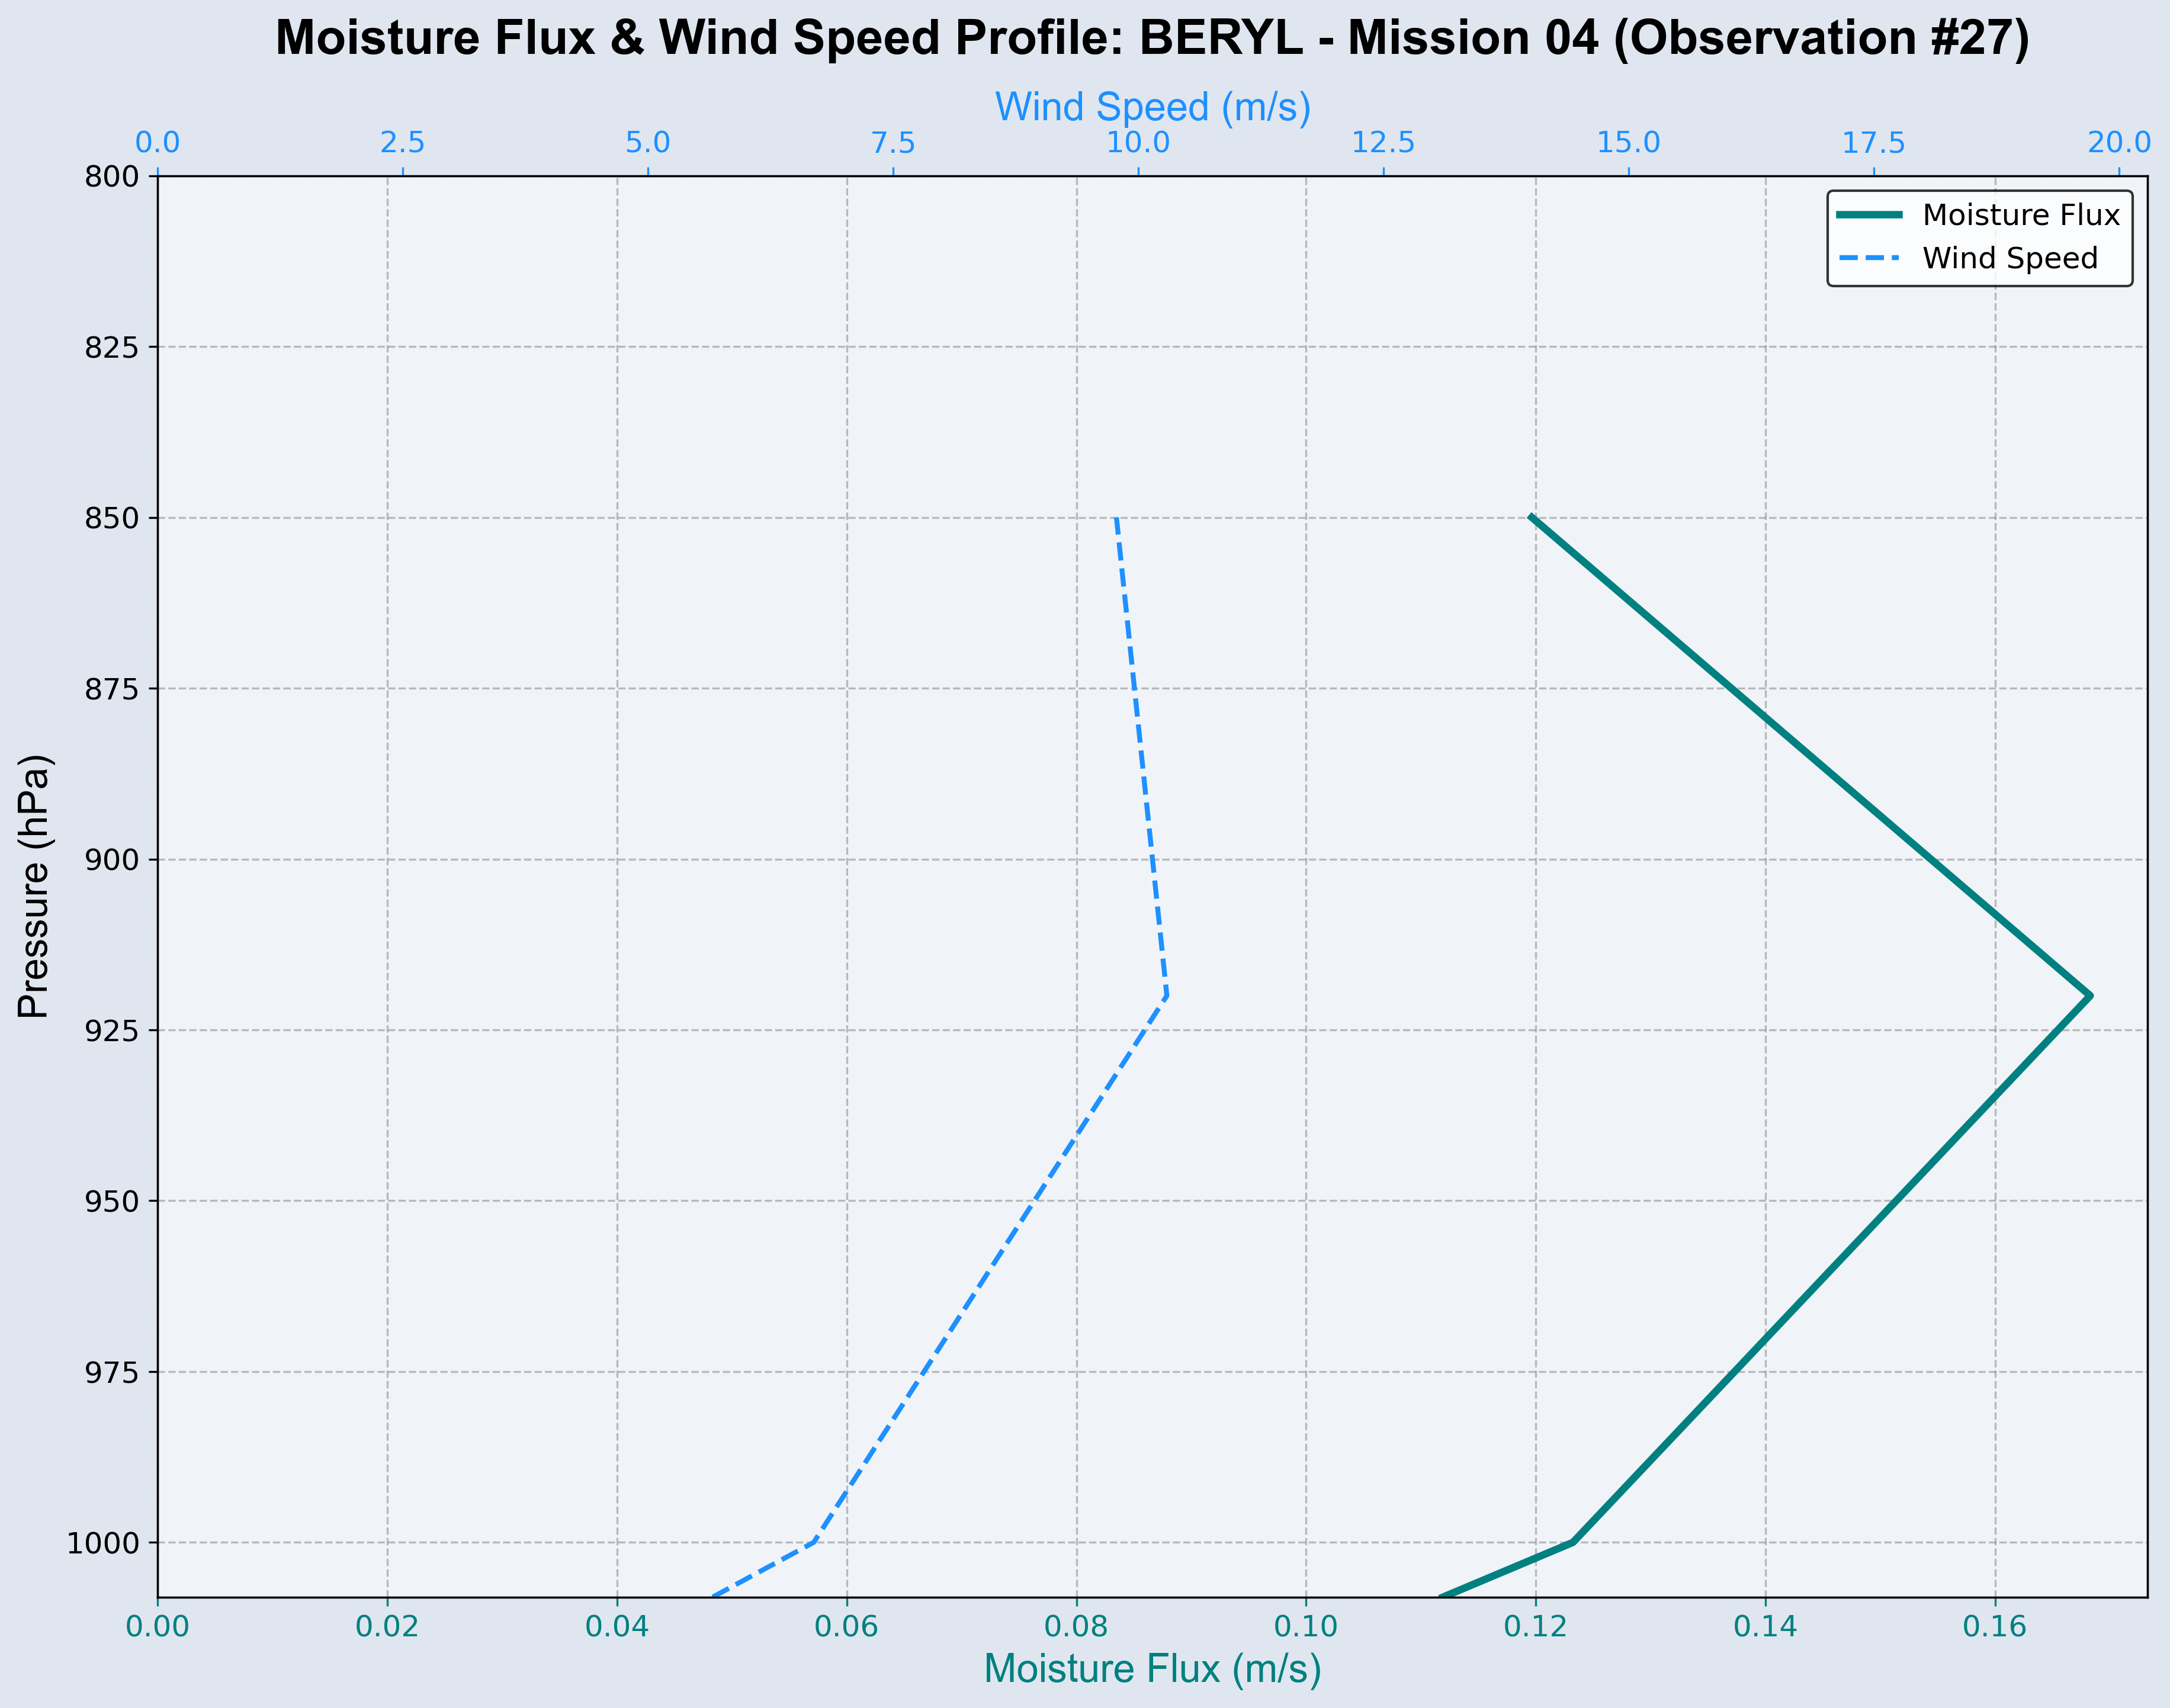 Moisture Flux & Wind Speed Profile: BERYL - Mission 04 (Observation #27)
Wind Speed (m/s)
0.0 2.5 5.0 7.5 10.0 12.5 15.0 17.5 20.0
Moisture Flux
Wind Speed
Pressure (hPa)
800
825
850
875
900
925
950
975
1000
0.00 0.02 0.04 0.06 0.08 0.10 0.12 0.14 0.16
Moisture Flux (m/s)